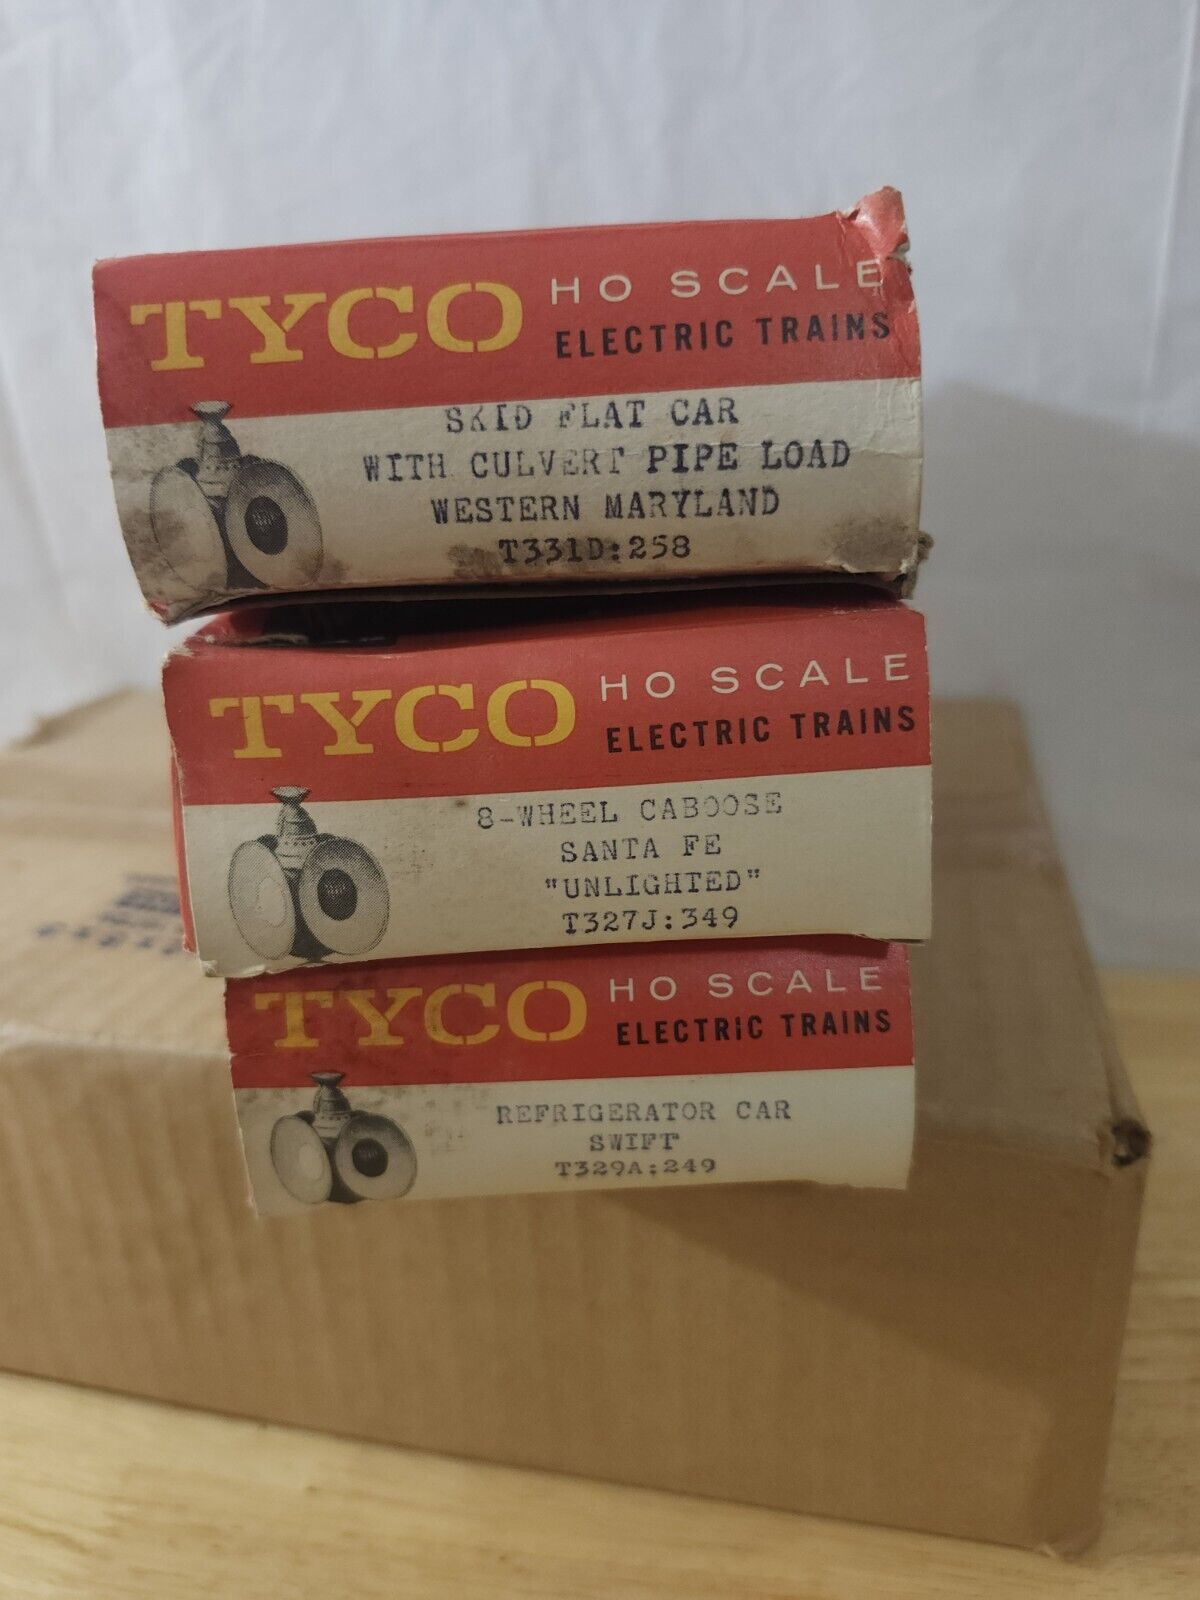 TYCO HO SCALE
ELECTRIC TRAINS
SKID FLAT CAR
WITH CULVERT PIPE LOAD
WESTERN MARYLAND
T331D:258
TYCO HO SCALE
ELECTRIC TRAINS
8-WHEEL CABOOSE
SANTA FE
"UNLIGHTED"
T327J:349
TYCO HO SCALE
ELECTRIC TRAINS
REFRIGERATOR CAR
SWIFT
T329A:249